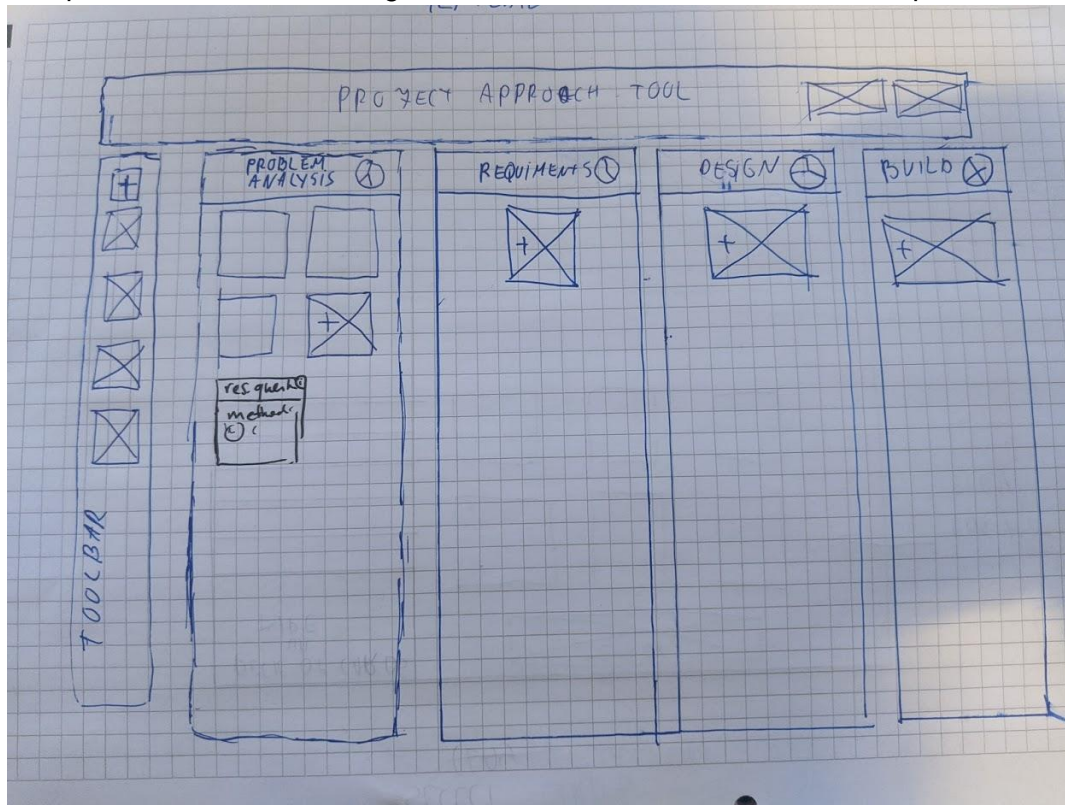 PROJECT APPROACH TOOL
PROBLEM
ANALYSIS
REQUIMENTS
DESIGN
BUILD
+
+
+
+
+
res. quest
method
TOOLBAR